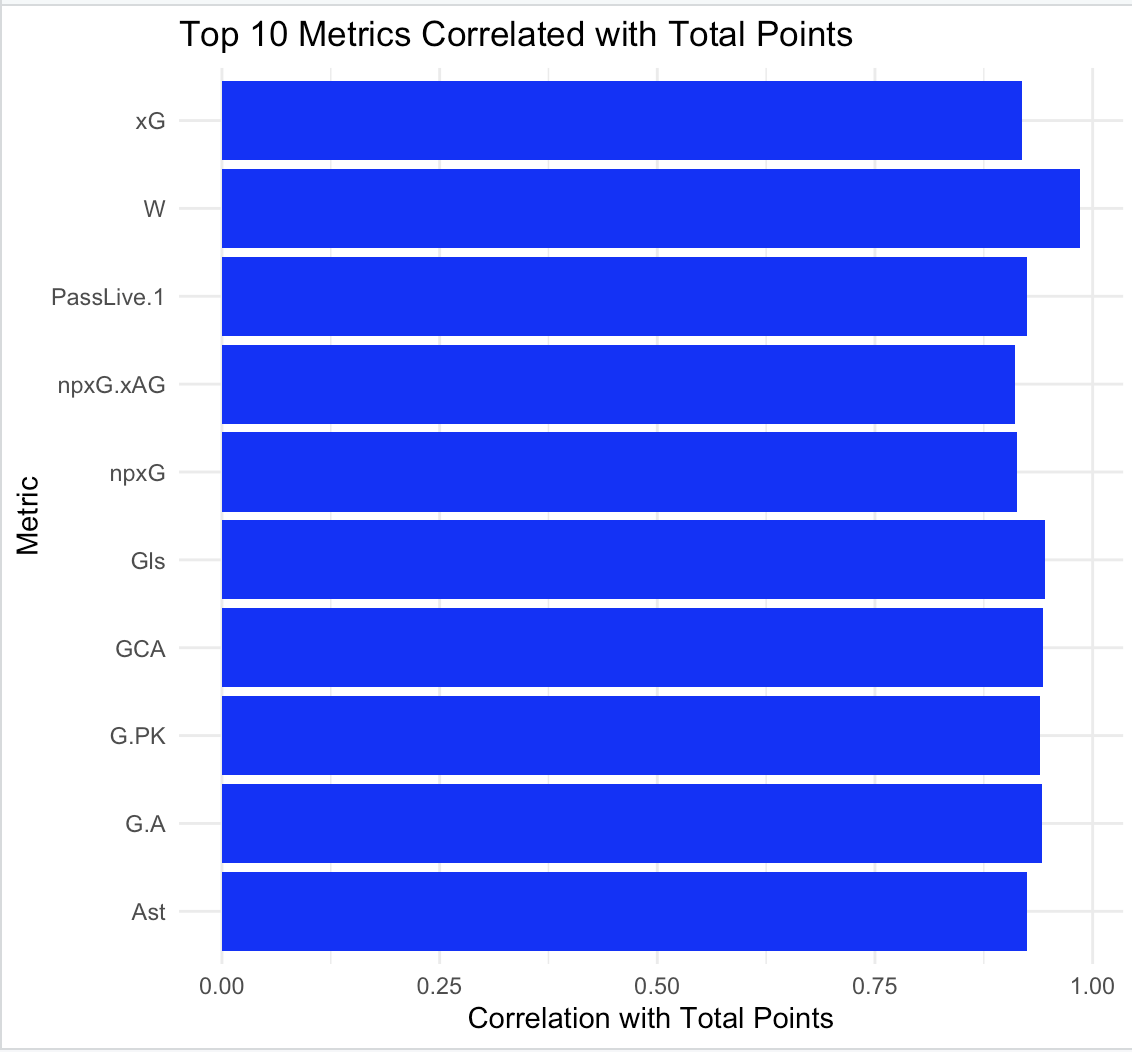 Top 10 Metrics Correlated with Total Points
xG
W
PassLive.1
npxG.xAG
npxG
Gls
GCA
G.PK
G.A
Ast
Metric
0.00 0.25 0.50 0.75 1.00
Correlation with Total Points